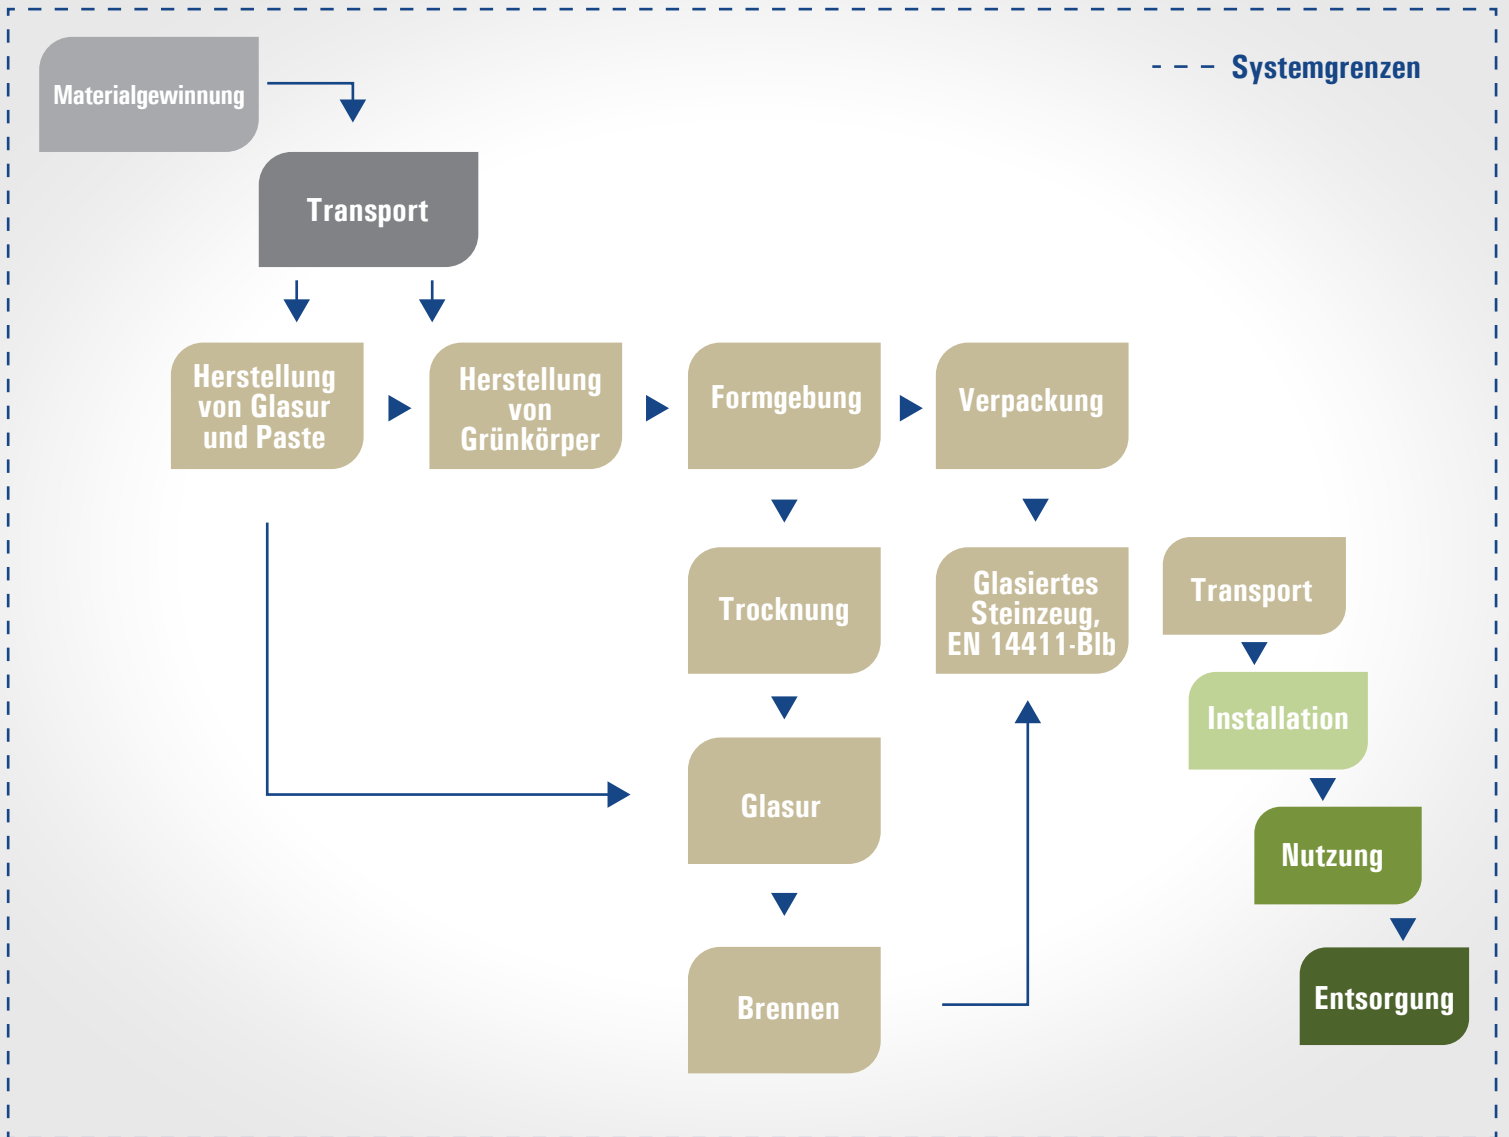 Systemgrenzen
Materialgewinnung
Transport
Herstellung
von Glasur
und Paste
Herstellung
von
Grünkörper
Formgebung
Verpackung
Trocknung
Glasiertes
Steinzeug,
EN 14411-Blb
Transport
Installation
Glasur
Nutzung
Brennen
Entsorgung